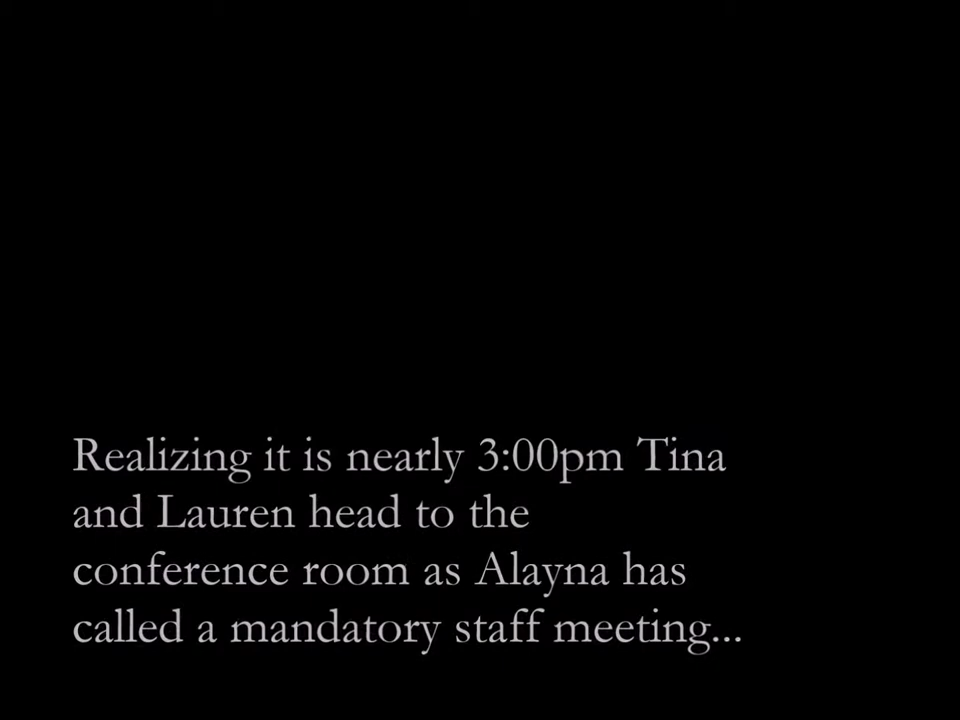 Realizing it is nearly 3:00pm Tina
and Lauren head to the
conference room as Alayna has
called a mandatory staff meeting...